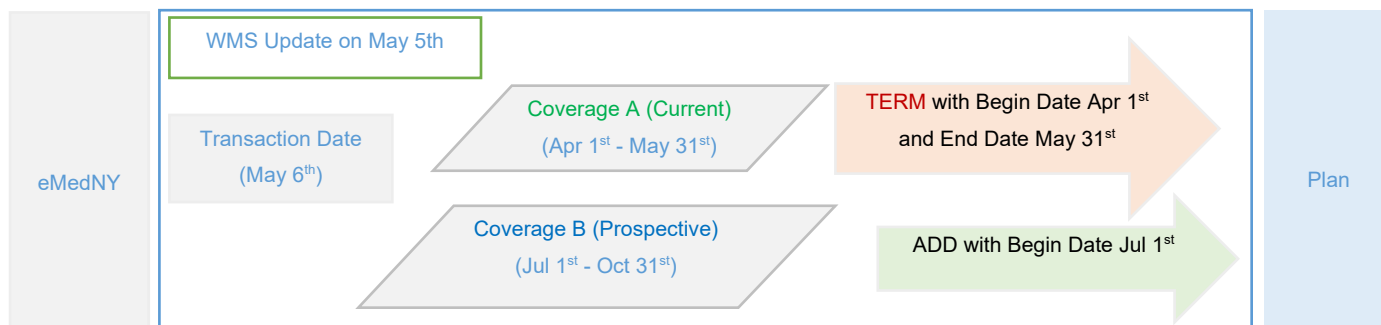 eMedNY
WMS Update on May 5th
Transaction Date
(May 6th)
Coverage A (Current)
(Apr 1st - May 31st)
TERM with Begin Date Apr 1st
and End Date May 31st
Coverage B (Prospective)
(Jul 1st - Oct 31st)
ADD with Begin Date Jul 1st
Plan